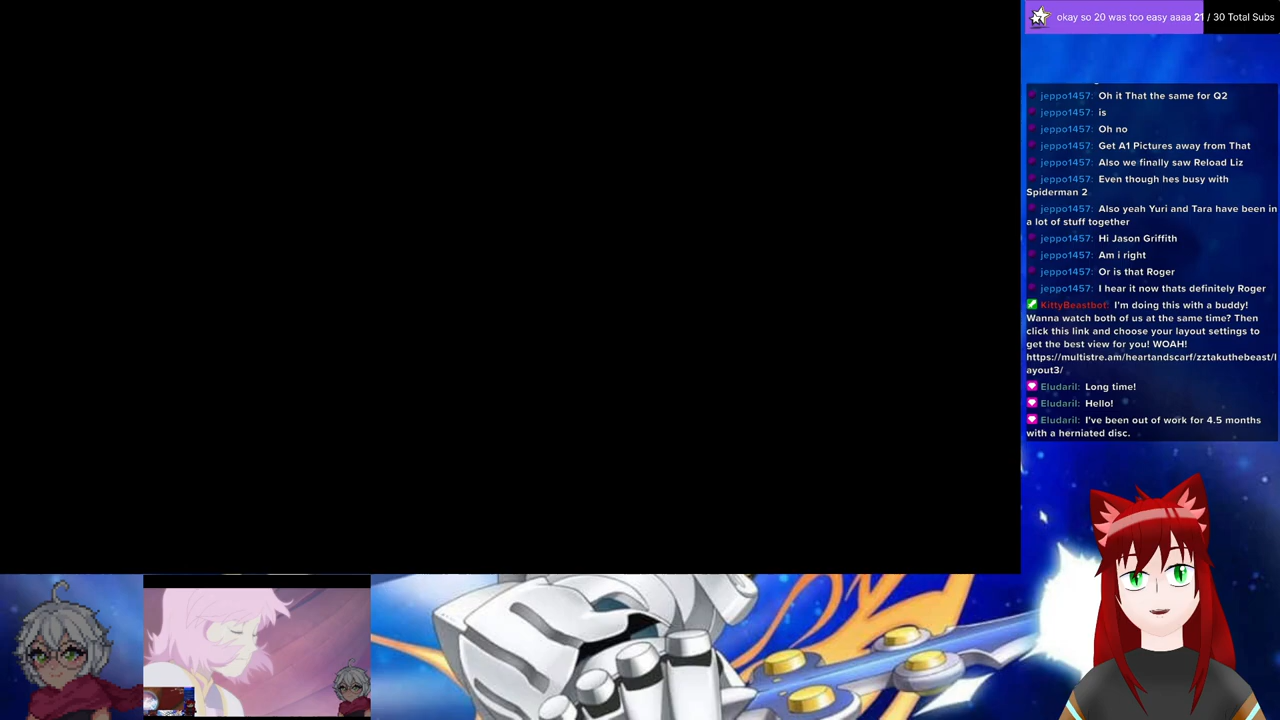 okay so 20 was too easy aaaa 21 / 30 Total Subs
jeppo1457: Oh it That the same for Q2
jeppo1457: is
jeppo1457: Oh no
jeppo1457: Get A1 Pictures away from That
jeppo1457: Also we finally saw Reload Liz
jeppo1457: Even though hes busy with
Spiderman 2
jeppo1457: Also yeah Yuri and Tara have been in
a lot of stuff together
jeppo1457: Hi Jason Griffith
jeppo1457: Am i right
jeppo1457: Or is that Roger
jeppo1457: I hear it now thats definitely Roger
KittyBeastbot: I'm doing this with a buddy!
Wanna watch both of us at the same time? Then
click this link and choose your layout settings to
get the best view for you! WOAH!
https://multistre.am/heartandscarf/zztakuthebeast/l
ayout3/
Eludaril: Long time!
Eludaril: Hello!
Eludaril: I've been out of work for 4.5 months
with a herniated disc.